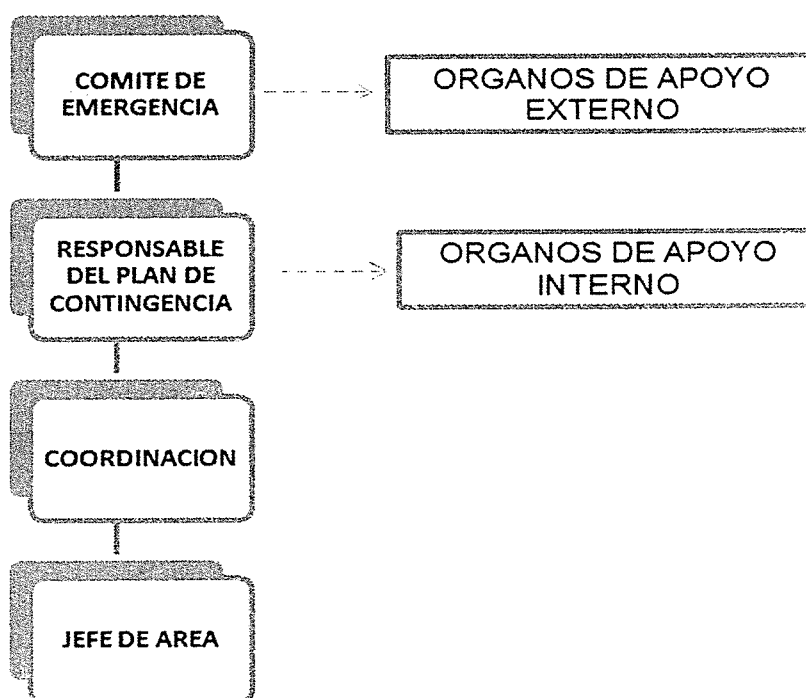 COMITE DE
EMERGENCIA
ORGANOS DE APOYO
EXTERNO
RESPONSABLE
DEL PLAN DE
CONTINGENCIA
ORGANOS DE APOYO
INTERNO
COORDINACION
JEFE DE AREA